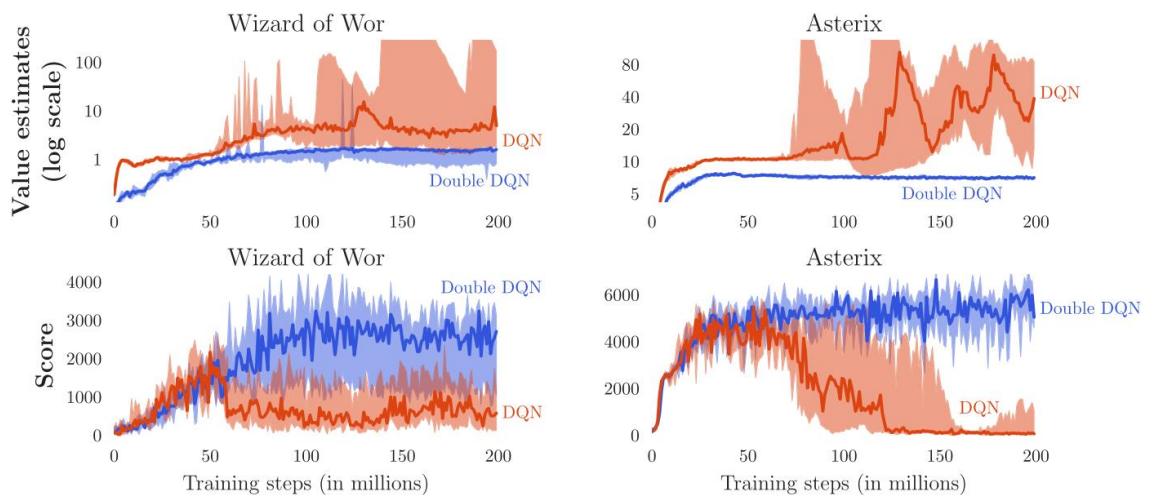 Wizard of Wor
Value estimates
(log scale)
100
10
1
DQN
Double DQN
0 50 100 150 200
Asterix
80
40
20
10
5
DQN
Double DQN
0 50 100 150 200
Wizard of Wor
Score
4000
3000
2000
1000
0
Double DQN
DQN
0 50 100 150 200
Training steps (in millions)
Asterix
6000
4000
2000
0
Double DQN
DQN
0 50 100 150 200
Training steps (in millions)